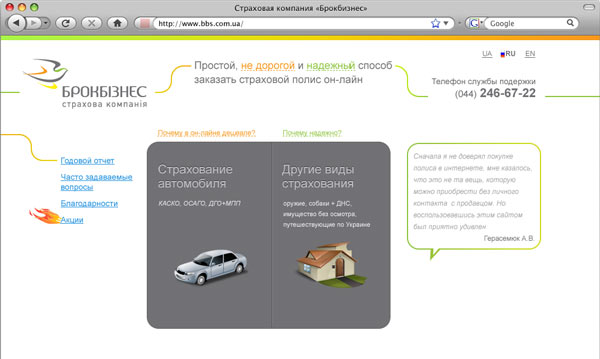 Страховая компания «Брокбизнес»
http://www.bbs.com.ua/
Google
UA RU EN
БРОКБІЗНЕС
страхова компанія
Простой, не дорогой и надежный способ
заказать страховой полис он-лайн
Телефон службы подержки
(044) 246-67-22
Почему в он-лайне дешевле?
Почему надежно?
Годовой отчет
Часто задаваемые
вопросы
Благодарности
Акции
Страхование
автомобиля
КАСКО, ОСАГО, ДГО+МПП
Другие виды
страхования
оружие, собаки + ДНС,
имущество без осмотра,
путешествующие по Украине
Сначала я не доверял покупке
полиса в интернете, мне казалось,
что это не та вещь, которую
можно приобрести без личного
контакта с продавцом. Но
воспользовавшись этим сайтом
был приятно удивлен
Герасемюк А.В.